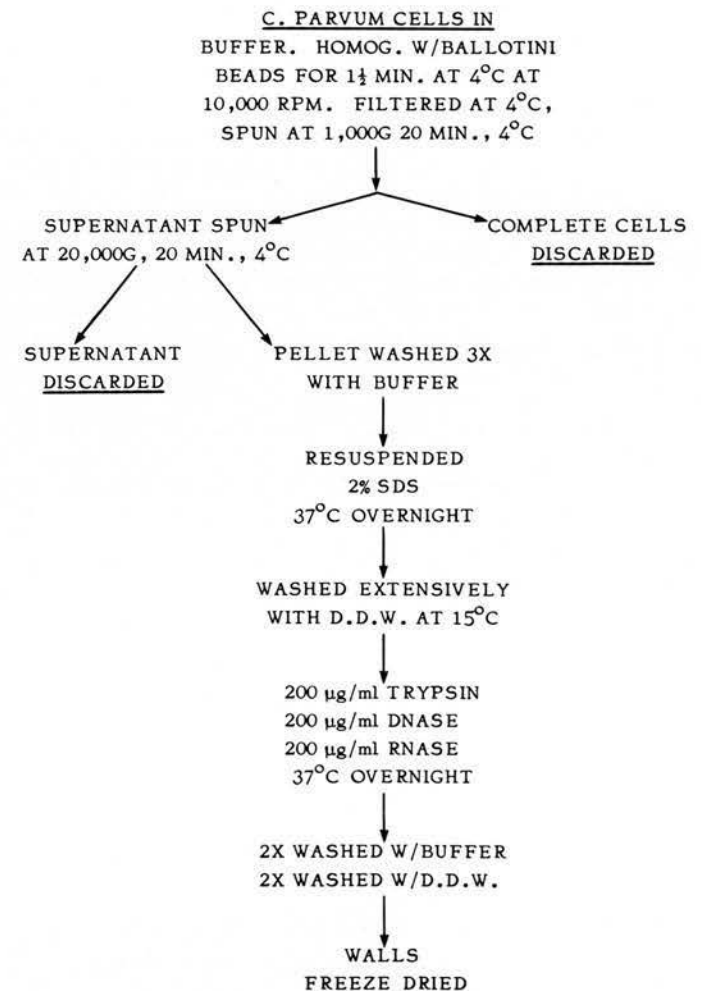 C. PARVUM CELLS IN
BUFFER. HOMOG. W/BALLOTINI
BEADS FOR 1½ MIN. AT 4°C AT
10,000 RPM. FILTERED AT 4°C,
SPUN AT 1,000G 20 MIN., 4°C
SUPERNATANT SPUN
AT 20,000G, 20 MIN., 4°C
COMPLETE CELLS
DISCARDED
SUPERNATANT
DISCARDED
PELLET WASHED 3X
WITH BUFFER
RESUSPENDED
2% SDS
37°C OVERNIGHT
WASHED EXTENSIVELY
WITH D.D.W. AT 15°C
200 µg/ml TRYPSIN
200 µg/ml DNASE
200 µg/ml RNASE
37°C OVERNIGHT
2X WASHED W/BUFFER
2X WASHED W/D.D.W.
WALLS
FREEZE DRIED